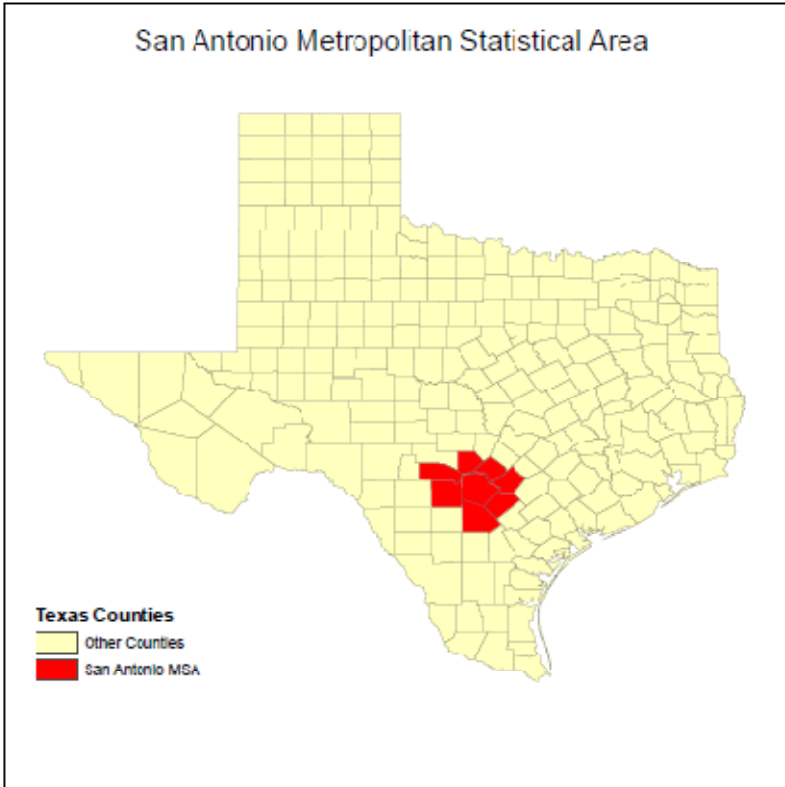 San Antonio Metropolitan Statistical Area
Texas Counties
Other Counties
San Antonio MSA